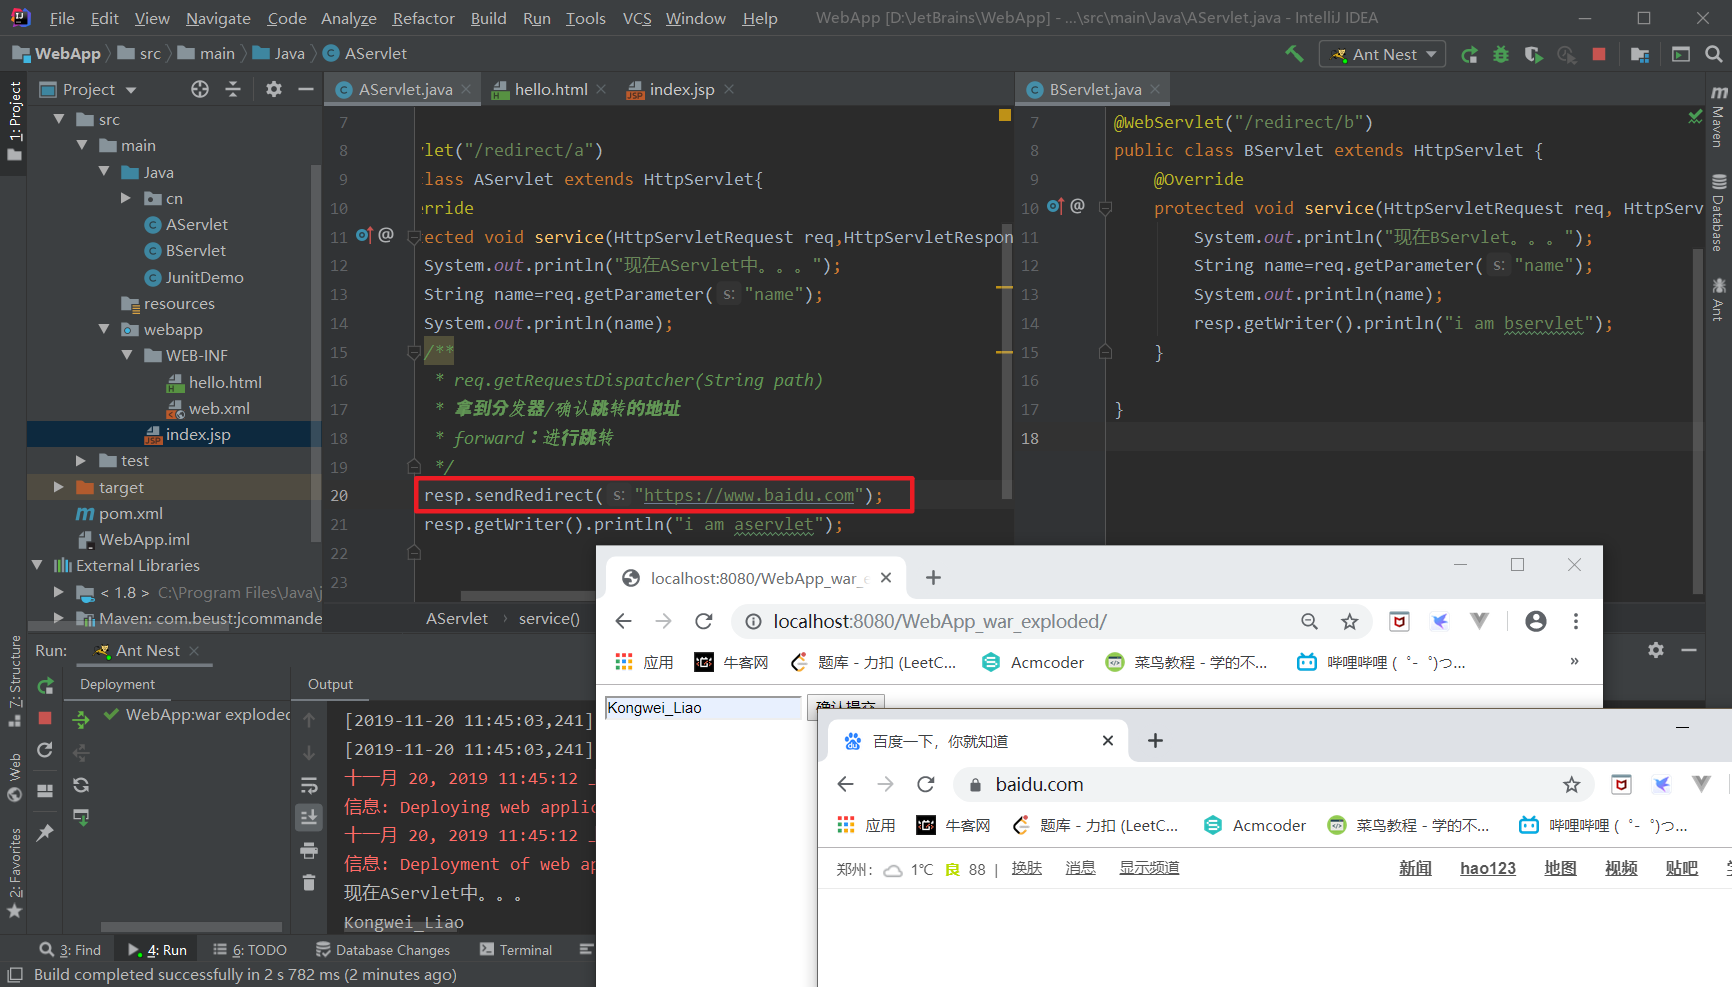 File Edit View Navigate Code Analyze Refactor Build Run Tools VCS Window Help WebApp [D:\JetBrains\WebApp] - ...\src\main\Java\AServlet.java - IntelliJ IDEA
WebApp src main Java AServlet
Ant Nest
1: Project
Project
src
main
Java
cn
AServlet
BServlet
JunitDemo
resources
webapp
WEB-INF
hello.html
web.xml
index.jsp
test
target
pom.xml
WebApp.iml
External Libraries
< 1.8 > C:\Program Files\Java\j
Maven: com.beust:jcommande
AServlet.java hello.html index.jsp
7
8 rlet("/redirect/a")
9 class AServlet extends HttpServlet{
10 rride
11 ected void service(HttpServletRequest req,HttpServletRespon
12 System.out.println("现在AServlet中。。。");
13 String name=req.getParameter( s: "name");
14 System.out.println(name);
15 /**
16 * req.getRequestDispatcher(String path)
17 * 拿到分发器/确认跳转的地址
18 * forward：进行跳转
19 */
20 resp.sendRedirect( s: "https://www.baidu.com");
21 resp.getWriter().println("i am aservlet");
22
23
AServlet service()
BServlet.java
7 @WebServlet("/redirect/b")
8 public class BServlet extends HttpServlet {
9 @Override
10 protected void service(HttpServletRequest req, HttpServ
11 System.out.println("现在BServlet。。。");
12 String name=req.getParameter( s: "name");
13 System.out.println(name);
14 resp.getWriter().println("i am bservlet");
15 }
16
17 }
18
Maven
Database
Ant
Run: Ant Nest
Deployment Output
WebApp:war exploded
[2019-11-20 11:45:03,241]
[2019-11-20 11:45:03,241]
十一月 20, 2019 11:45:12
信息: Deploying web applic
十一月 20, 2019 11:45:12
信息: Deployment of web ap
现在AServlet中。。。
Kongwei_Liao
7: Structure
Web
2: Favorites
3: Find 4: Run 6: TODO Database Changes Terminal
Build completed successfully in 2 s 782 ms (2 minutes ago)
localhost:8080/WebApp_war_e
localhost:8080/WebApp_war_exploded/
应用 牛客网 题库 - 力扣 (LeetC... Acmcoder 菜鸟教程 - 学的不... 哔哩哔哩 (゜-゜)つ... »
Kongwei_Liao 确认提交
百度一下，你就知道
baidu.com
应用 牛客网 题库 - 力扣 (LeetC... Acmcoder 菜鸟教程 - 学的不... 哔哩哔哩 (゜-゜)つ...
郑州： 1℃ 良 88 | 换肤 消息 显示频道 新闻 hao123 地图 视频 贴吧